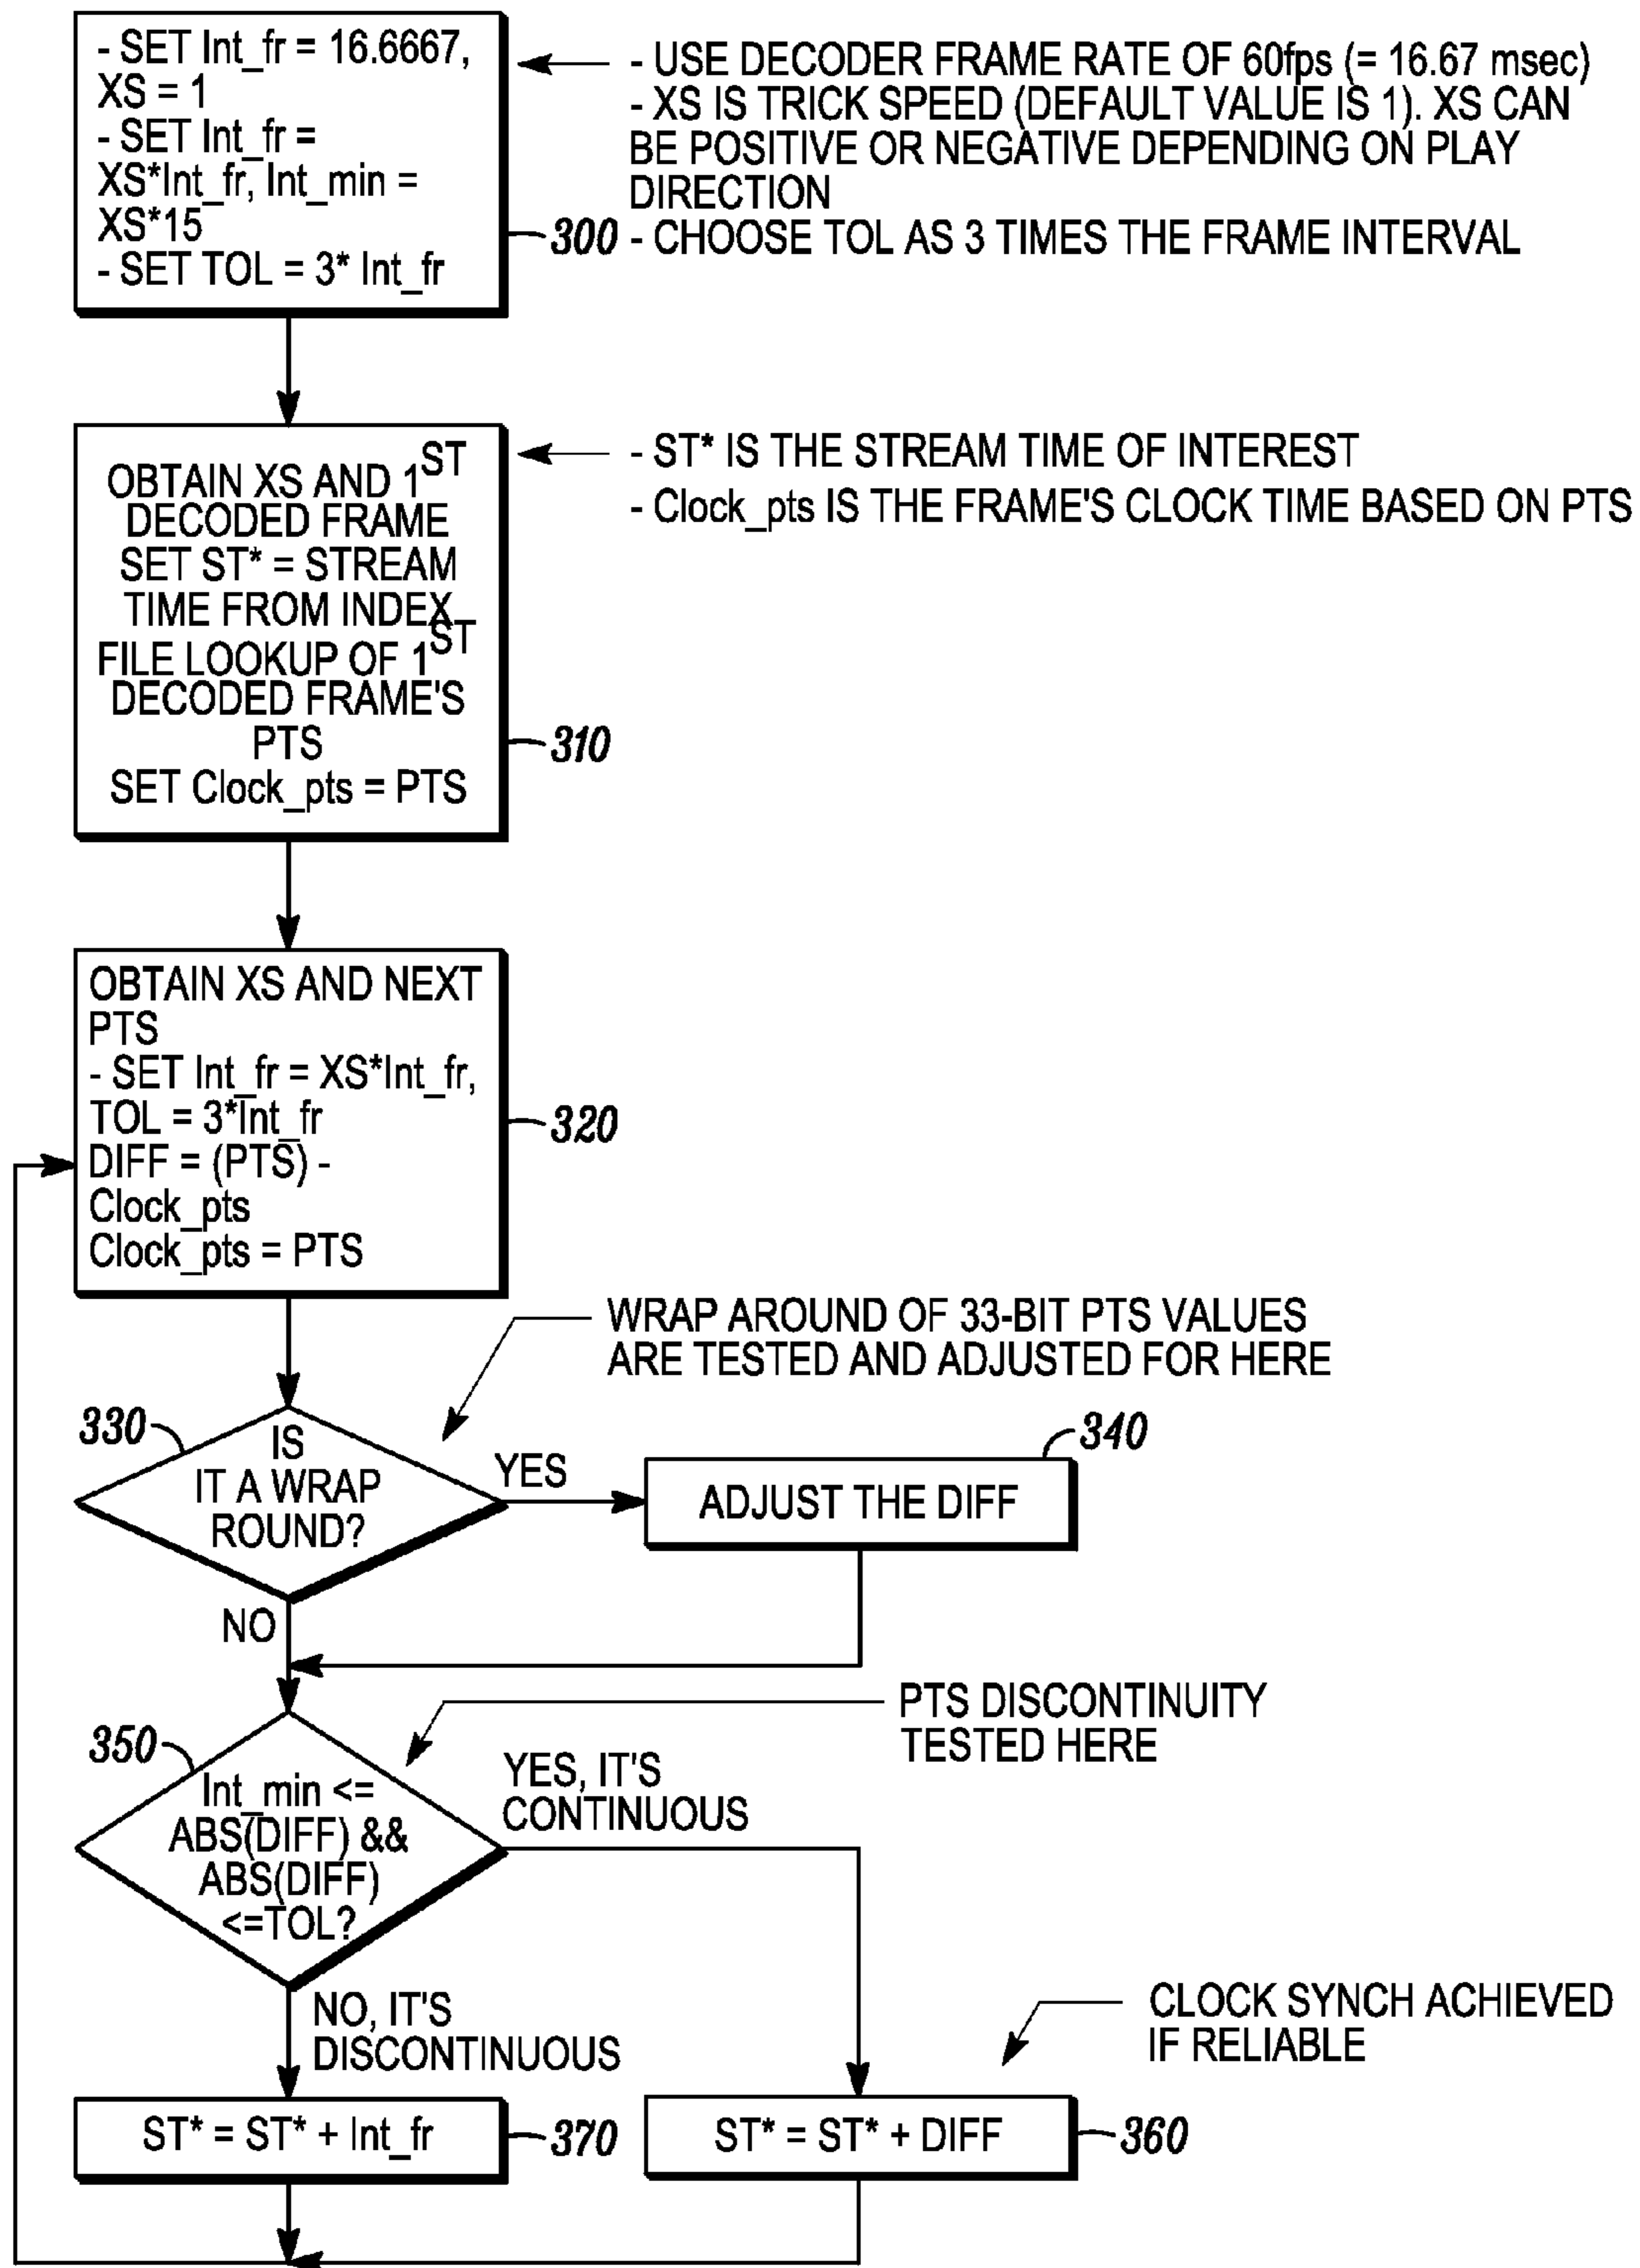 - SET Int_fr = 16.6667,
XS = 1
- SET Int_fr =
XS*Int_fr, Int_min =
XS*15
- SET TOL = 3* Int_fr
300
- USE DECODER FRAME RATE OF 60fps (= 16.67 msec)
- XS IS TRICK SPEED (DEFAULT VALUE IS 1). XS CAN
BE POSITIVE OR NEGATIVE DEPENDING ON PLAY
DIRECTION
- CHOOSE TOL AS 3 TIMES THE FRAME INTERVAL
OBTAIN XS AND 1ST
DECODED FRAME
SET ST* = STREAM
TIME FROM INDEX
FILE LOOKUP OF 1ST
DECODED FRAME'S
PTS
SET Clock_pts = PTS
310
- ST* IS THE STREAM TIME OF INTEREST
- Clock_pts IS THE FRAME'S CLOCK TIME BASED ON PTS
OBTAIN XS AND NEXT
PTS
- SET Int_fr = XS*Int_fr,
TOL = 3*Int_fr
DIFF = (PTS) -
Clock_pts
Clock_pts = PTS
320
WRAP AROUND OF 33-BIT PTS VALUES
ARE TESTED AND ADJUSTED FOR HERE
330
IS
IT A WRAP
ROUND?
YES
340
ADJUST THE DIFF
NO
PTS DISCONTINUITY
TESTED HERE
350
Int_min <=
ABS(DIFF) &&
ABS(DIFF)
<=TOL?
YES, IT'S
CONTINUOUS
NO, IT'S
DISCONTINUOUS
CLOCK SYNCH ACHIEVED
IF RELIABLE
ST* = ST* + Int_fr
370
ST* = ST* + DIFF
360